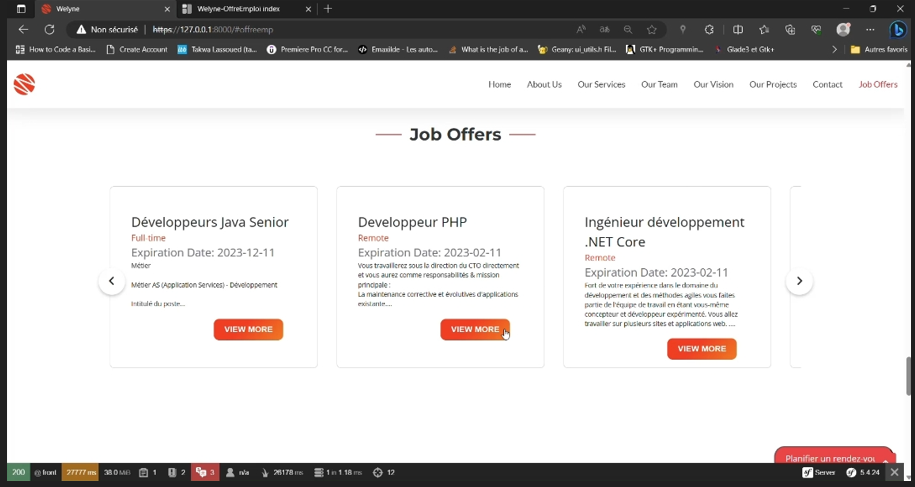 Welyne
Welyne-OffreEmploi index
Non sécurisé
https://127.0.0.1:8000/#offreemp
How to Code a Basi...
Create Account
Takwa Lassoued (ta...
Premiere Pro CC for...
Emaxilde - Les auto...
What is the job of a...
Geany: ui_utils.h Fil...
GTK+ Programmin...
Glade3 et Gtk+
Autres favoris
Home
About Us
Our Services
Our Team
Our Vision
Our Projects
Contact
Job Offers
Job Offers
Développeurs Java Senior
Full-time
Expiration Date: 2023-12-11
Métier
Métier AS (Application Services) - Développement
Intitulé du poste...
VIEW MORE
Developpeur PHP
Remote
Expiration Date: 2023-02-11
Vous travaillerez sous la direction du CTO directement
et vous aurez comme responsabilités & mission
principale :
La maintenance corrective et évolutives d'applications
existante....
VIEW MORE
Ingénieur développement
.NET Core
Remote
Expiration Date: 2023-02-11
Fort de votre expérience dans le domaine du
développement et des méthodes agiles vous faites
partie de l'équipe de travail en étant vous-même
concepteur et développeur expérimenté. Vous allez
travailler sur plusieurs sites et applications web. ...
VIEW MORE
Planifier un rendez-vou
200
@ front
27777 ms
38.0 MiB
1
2
3
n/a
26178 ms
1 in 1.18 ms
12
Server
5.4.24